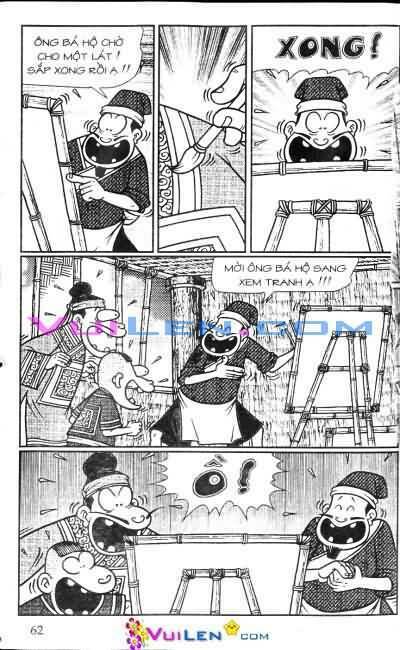 ÔNG BÁ HỘ CHỜ
CHO MỘT LÁT !
SẮP XONG RỒI Ạ !!
XONG!
MỜI ÔNG BÁ HỘ SANG
XEM TRANH Ạ !!!
VuiLen.com
!
62
VuiLen.com